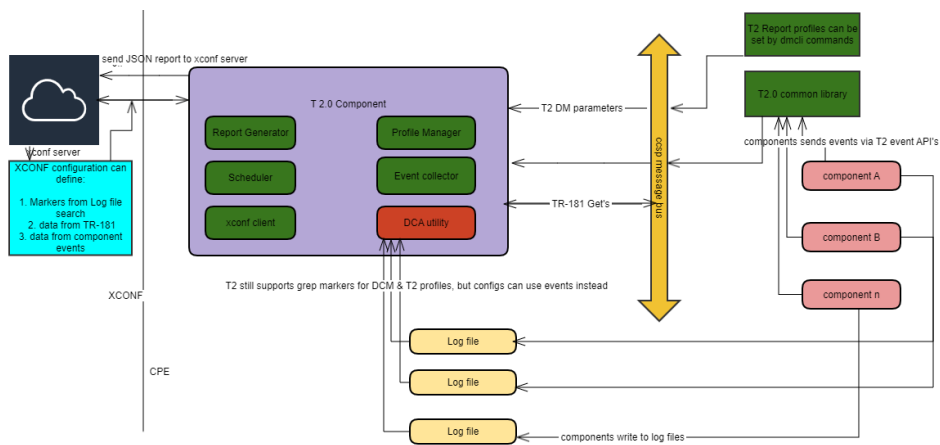 T2 Report profiles can be
set by dmcli commands
send JSON report to xconf server
T 2.0 Component
T2.0 common library
T2 DM parameters
Report Generator
Profile Manager
ccsp message bus
components sends events via T2 event API's
xconf server
XCONF configuration can
define:
1. Markers from Log file
search
2. data from TR-181
3. data from component
events
Scheduler
Event collector
component A
TR-181 Get's
xconf client
DCA utility
component B
T2 still supports grep markers for DCM & T2 profiles, but configs can use events instead
XCONF
component n
Log file
CPE
Log file
Log file
components write to log files